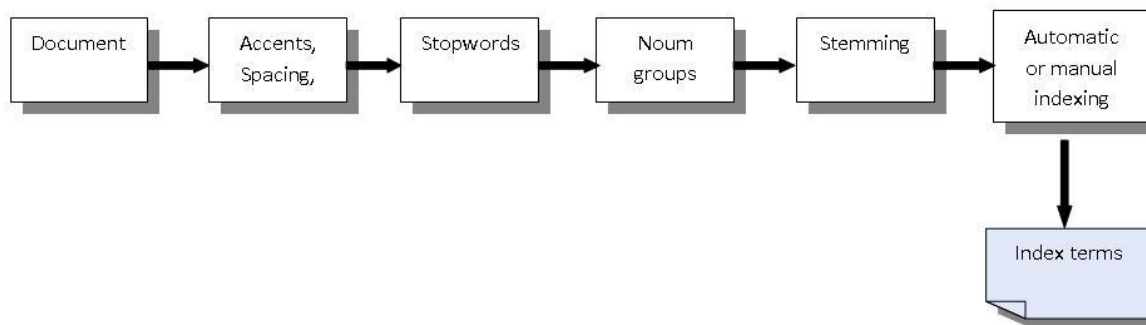 Document
Accents,
Spacing,
Stopwords
Noum
groups
Stemming
Automatic
or manual
indexing
Index terms